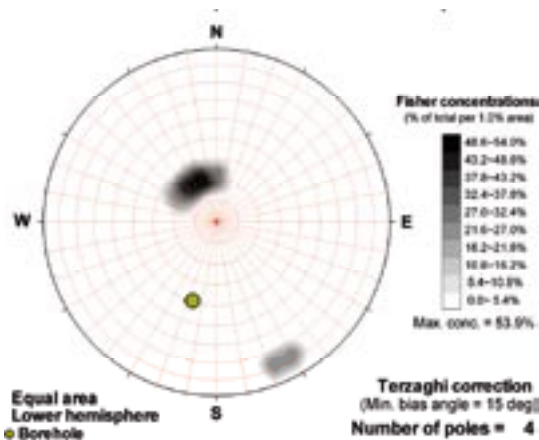 N
Fisher concentrations
(% of total per 1.0% area)
48.6~54.0%
43.2~48.6%
37.8~43.2%
32.4~37.8%
27.0~32.4%
21.6~27.0%
16.2~21.6%
10.8~16.2%
5.4~10.8%
0.0~5.4%
Max. conc. = 53.9%
W
E
S
Equal area
Lower hemisphere
Borehole
Terzaghi correction
(Min. bias angle = 15 deg)
Number of poles = 4